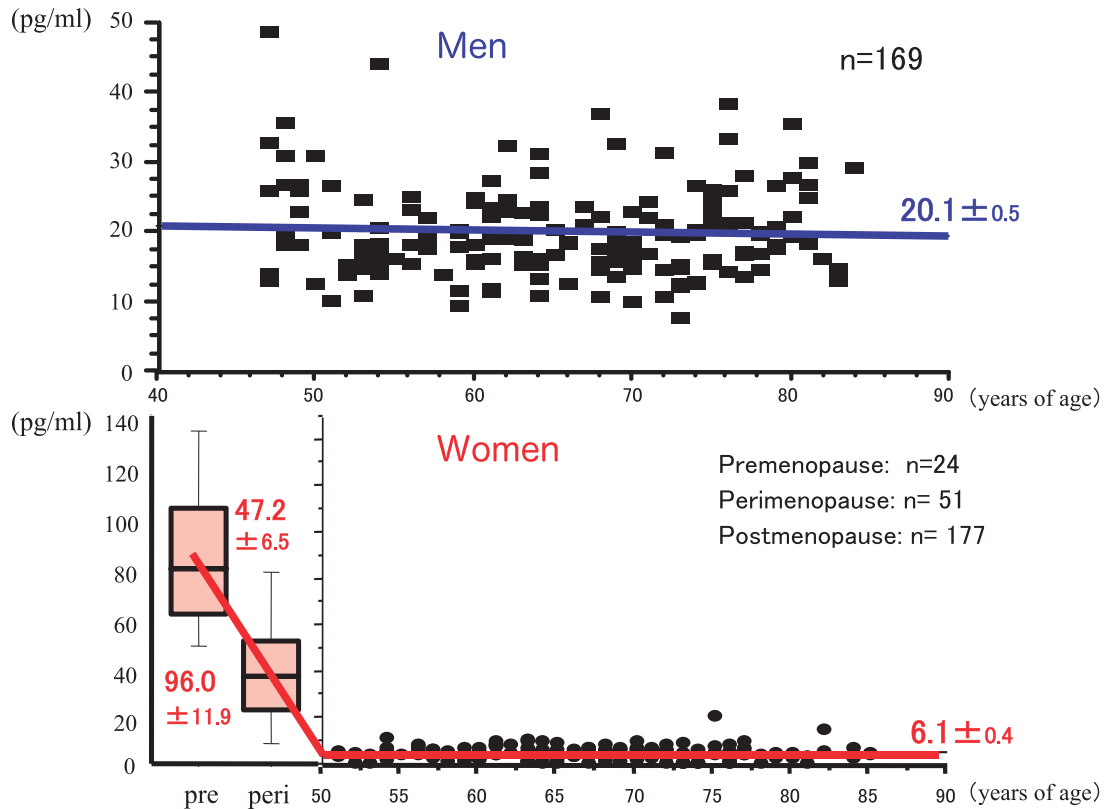 (pg/ml)
50
Men
n=169
40
30
20.1±0.5
20
10
0
40
50
60
70
80
90
(years of age)
(pg/ml)
140
Women
Premenopause: n=24
120
47.2
±6.5
Perimenopause: n= 51
100
Postmenopause: n= 177
80
60
96.0
±11.9
40
20
6.1±0.4
0
pre
peri
50
55
60
65
70
75
80
85
90
(years of age)